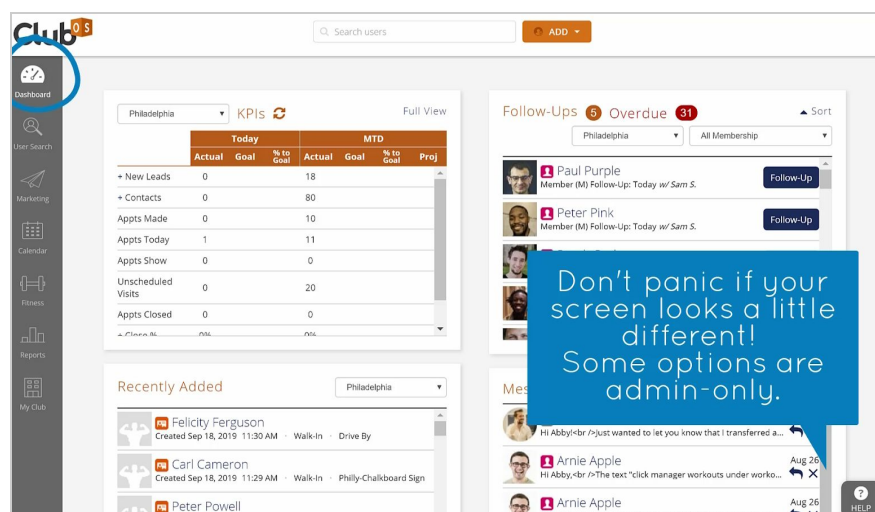 Club OS
Search users
ADD
Dashboard
User Search
Marketing
Calendar
Fitness
Reports
My Club
Philadelphia
KPIs
Full View
Today
MTD
Actual Goal % to Goal Actual Goal % to Goal Proj
+ New Leads 0 18
+ Contacts 0 80
Appts Made 0 10
Appts Today 1 11
Appts Show 0 0
Unscheduled
Visits 0 20
Appts Closed 0 0
+ Close % 0% 0%
Follow-Ups 5 Overdue 31
Sort
Philadelphia
All Membership
Paul Purple
Member (M) Follow-Up: Today w/ Sam S.
Follow-Up
Peter Pink
Member (M) Follow-Up: Today w/ Sam S.
Follow-Up
Don't panic if your
screen looks a little
different!
Some options are
admin-only.
Recently Added
Philadelphia
Felicity Ferguson
Created Sep 18, 2019 11:30 AM · Walk-In · Drive By
Carl Cameron
Created Sep 18, 2019 11:29 AM · Walk-In · Philly-Chalkboard Sign
Peter Powell
Mes
Hi Abby!<br />Just wanted to let you know that I transferred a...
Arnie Apple
Aug 26
Hi Abby,<br />The text "click manager workouts under worko...
Arnie Apple
Aug 26
HELP